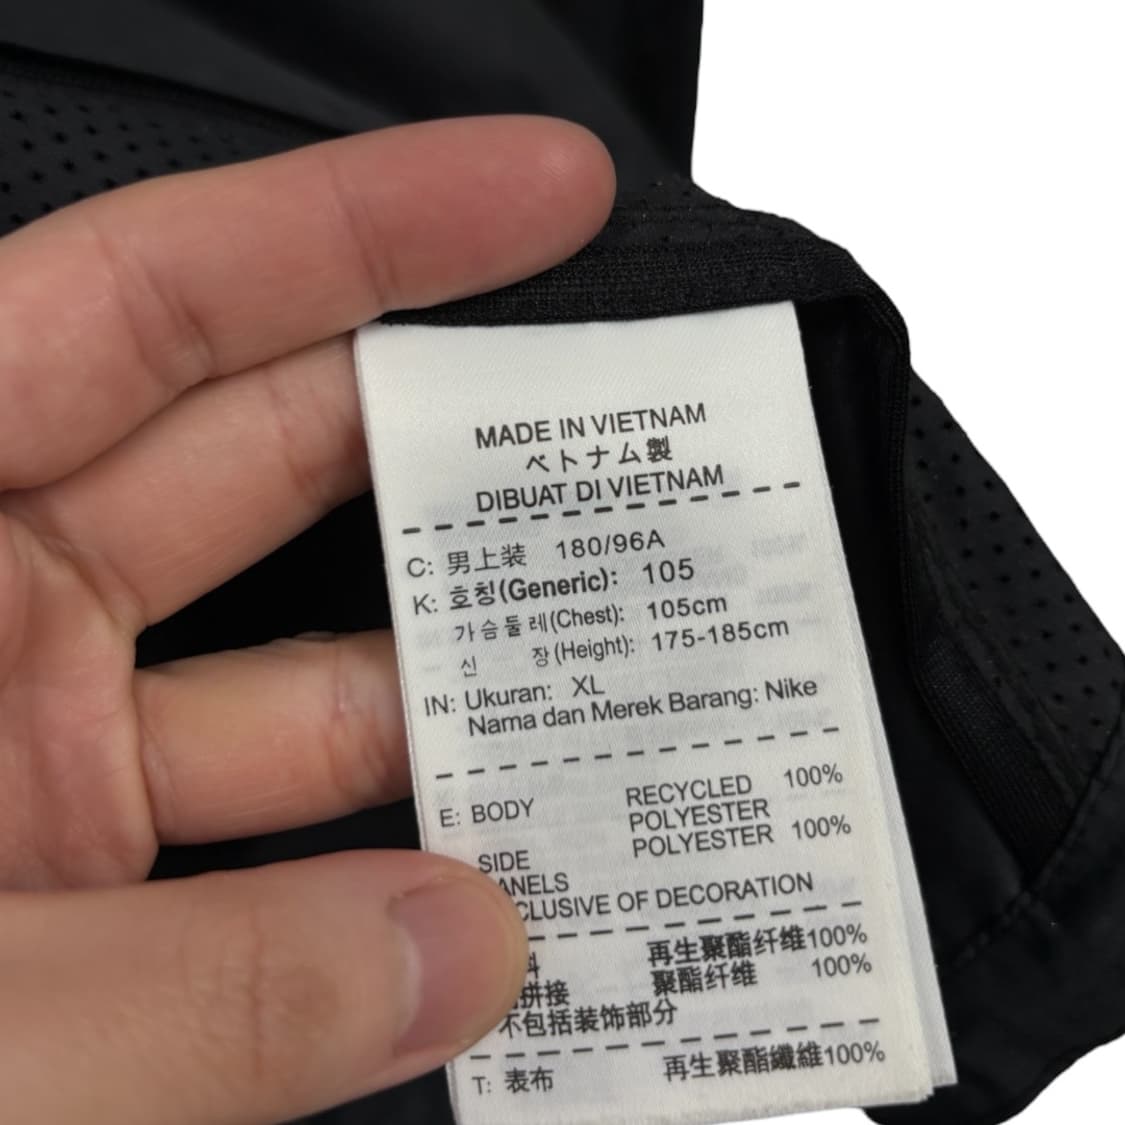 MADE IN VIETNAM
ベトナム製
DIBUAT DI VIETNAM
C: 男上装 180/96A
K: 호칭(Generic): 105
가슴둘레(Chest): 105cm
신 장(Height): 175-185cm
IN: Ukuran: XL
Nama dan Merek Barang: Nike
E: BODY RECYCLED 100%
POLYESTER
POLYESTER 100%
SIDE
ANELS
CLUSIVE OF DECORATION
再生聚酯纤维100%
拼接 聚酯纤维 100%
不包括装饰部分
T: 表布 再生聚酯纖維100%